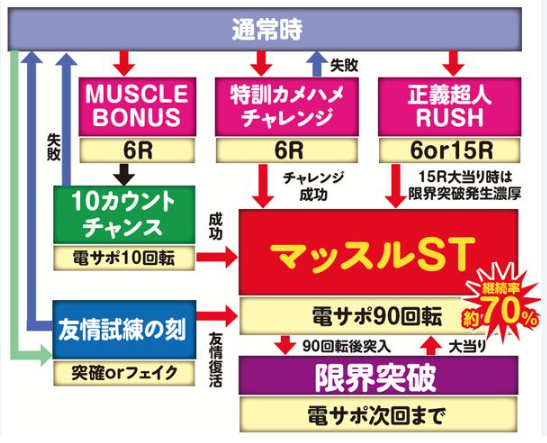 通常時
失敗
MUSCLE
BONUS
6R
特訓カメハメ
チャレンジ
6R
正義超人
RUSH
6or15R
失敗
10カウント
チャンス
電サポ10回転
成功
チャレンジ
成功
15R大当り時は
限界突破発生濃厚
マッスルST
電サポ90回転
継続率
約70%
友情試練の刻
突確orフェイク
友情復活
90回転後突入
大当り
限界突破
電サポ次回まで